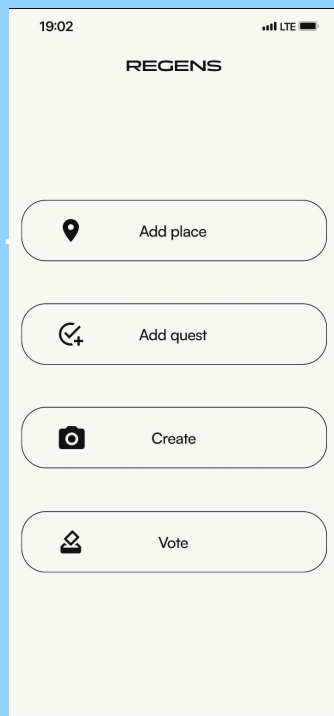 19:02 LTE
REGENS
Add place
Add quest
Create
Vote